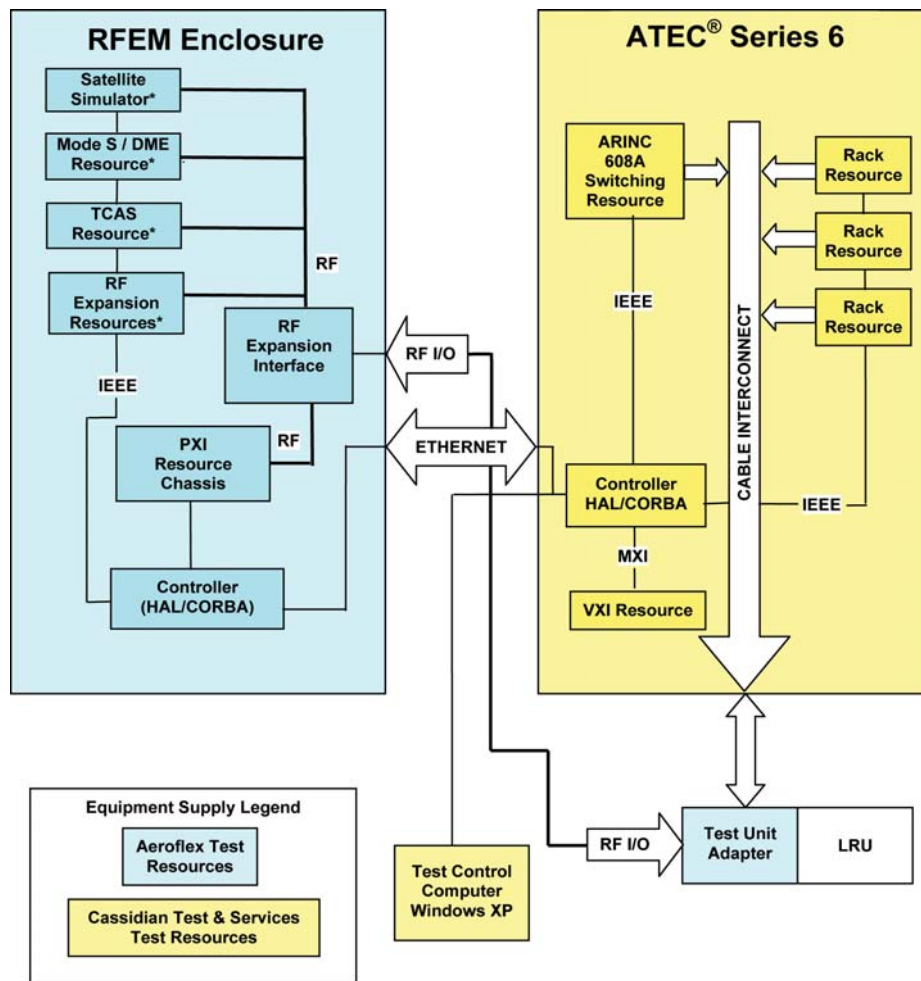 RFEM Enclosure
Satellite
Simulator*
Mode S / DME
Resource*
TCAS
Resource*
RF
Expansion
Resources*
RF
RF
Expansion
Interface
IEEE
RF
PXI
Resource
Chassis
Controller
(HAL/CORBA)
RF I/O
ETHERNET
ATEC® Series 6
ARINC
608A
Switching
Resource
Rack
Resource
Rack
Resource
Rack
Resource
IEEE
CABLE INTERCONNECT
Controller
HAL/CORBA
IEEE
MXI
VXI Resource
Equipment Supply Legend
Aeroflex Test
Resources
Cassidian Test & Services
Test Resources
Test Control
Computer
Windows XP
RF I/O
Test Unit
Adapter
LRU